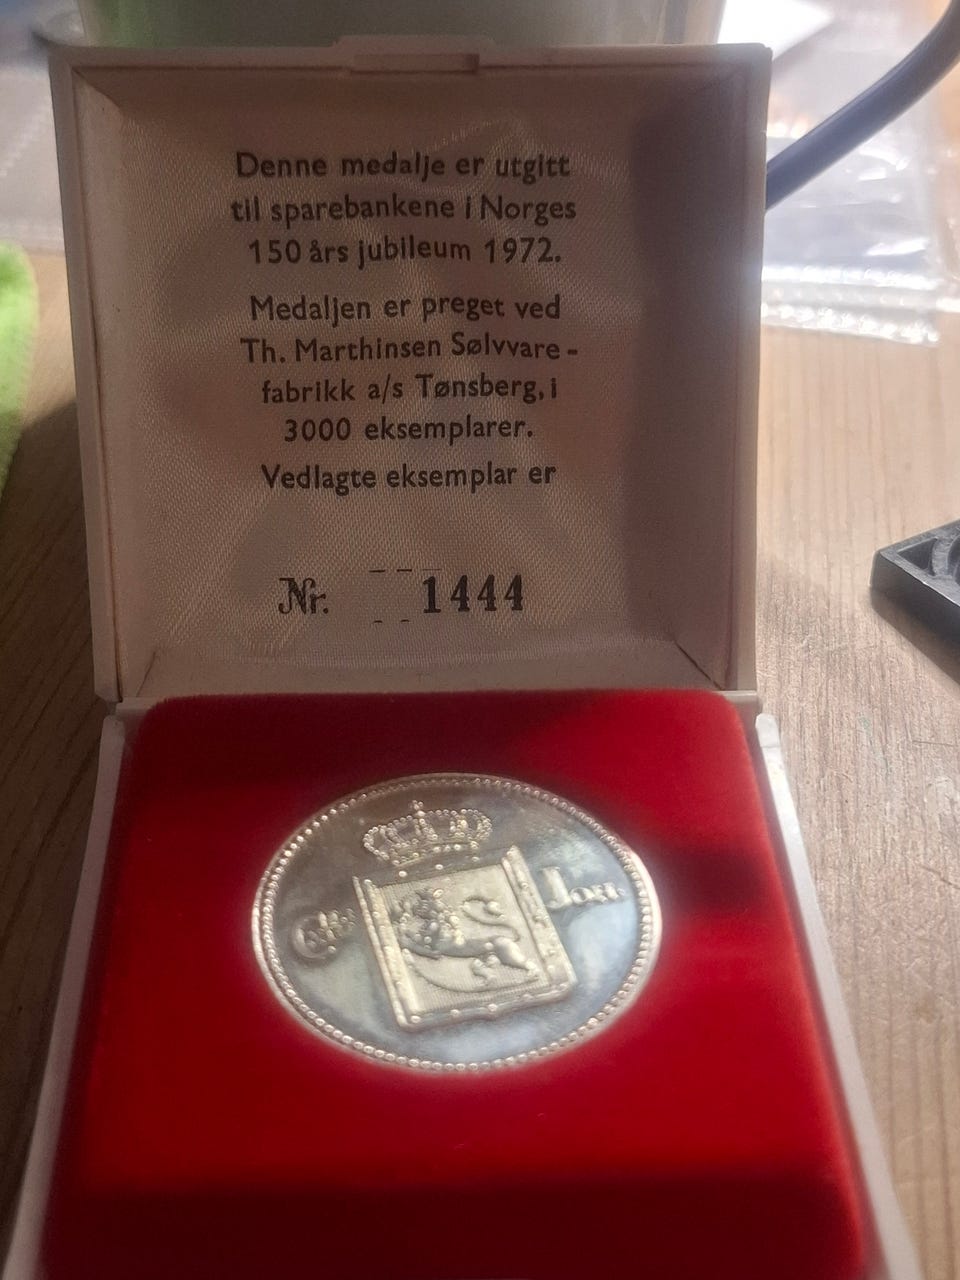 Denne medalje er utgitt
til sparebankene i Norges
150 års jubileum 1972.
Medaljen er preget ved
Th. Marthinsen Sølvvare-
fabrikk a/s Tønsberg, i
3000 eksemplarer.
Vedlagte eksemplar er
Nr. 1444